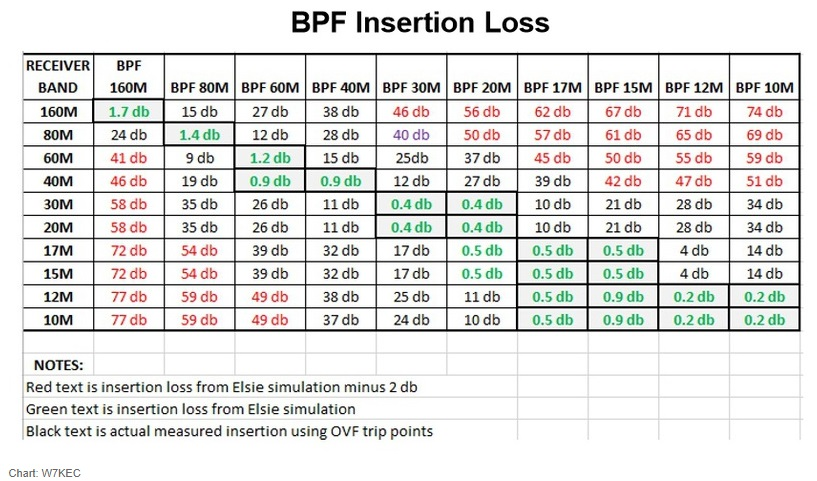 BPF Insertion Loss
RECEIVER BAND BPF 160M BPF 80M BPF 60M BPF 40M BPF 30M BPF 20M BPF 17M BPF 15M BPF 12M BPF 10M
160M 1.7 db 15 db 27 db 38 db 46 db 56 db 62 db 67 db 71 db 74 db
80M 24 db 1.4 db 12 db 28 db 40 db 50 db 57 db 61 db 65 db 69 db
60M 41 db 9 db 1.2 db 15 db 25db 37 db 45 db 50 db 55 db 59 db
40M 46 db 19 db 0.9 db 0.9 db 12 db 27 db 39 db 42 db 47 db 51 db
30M 58 db 35 db 26 db 11 db 0.4 db 0.4 db 10 db 21 db 28 db 34 db
20M 58 db 35 db 26 db 11 db 0.4 db 0.4 db 10 db 21 db 28 db 34 db
17M 72 db 54 db 39 db 32 db 17 db 0.5 db 0.5 db 0.5 db 4 db 14 db
15M 72 db 54 db 39 db 32 db 17 db 0.5 db 0.5 db 0.5 db 4 db 14 db
12M 77 db 59 db 49 db 38 db 25 db 11 db 0.5 db 0.9 db 0.2 db 0.2 db
10M 77 db 59 db 49 db 37 db 24 db 10 db 0.5 db 0.9 db 0.2 db 0.2 db
NOTES:
Red text is insertion loss from Elsie simulation minus 2 db
Green text is insertion loss from Elsie simulation
Black text is actual measured insertion using OVF trip points
Chart: W7KEC